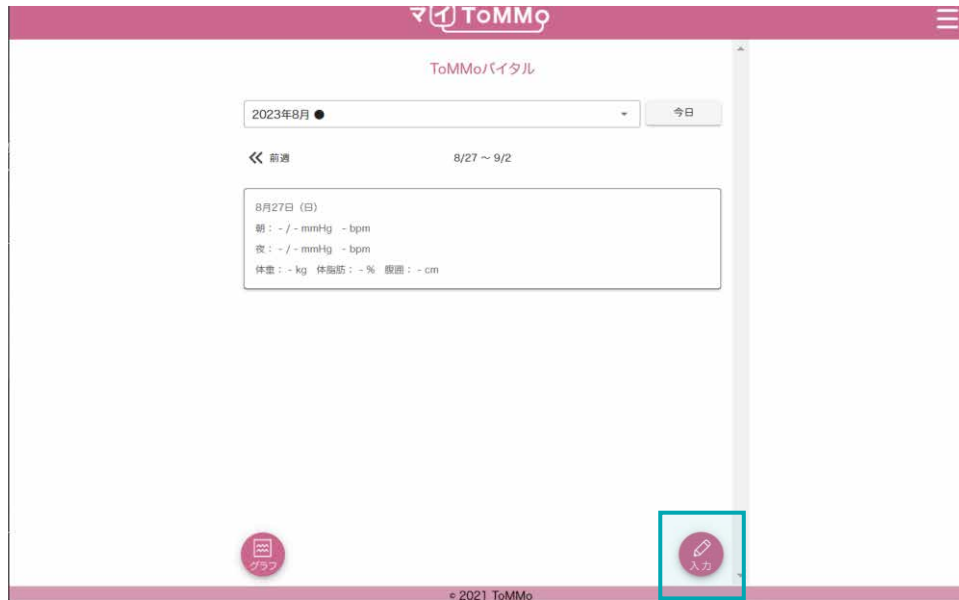 マイToMMo
ToMMoバイタル
2023年8月 ●
今日
前週
8/27 ～ 9/2
8月27日（日）
朝： - / - mmHg - bpm
夜： - / - mmHg - bpm
体重： - kg 体脂肪： - % 腹囲： - cm
グラフ
入力
© 2021 ToMMo